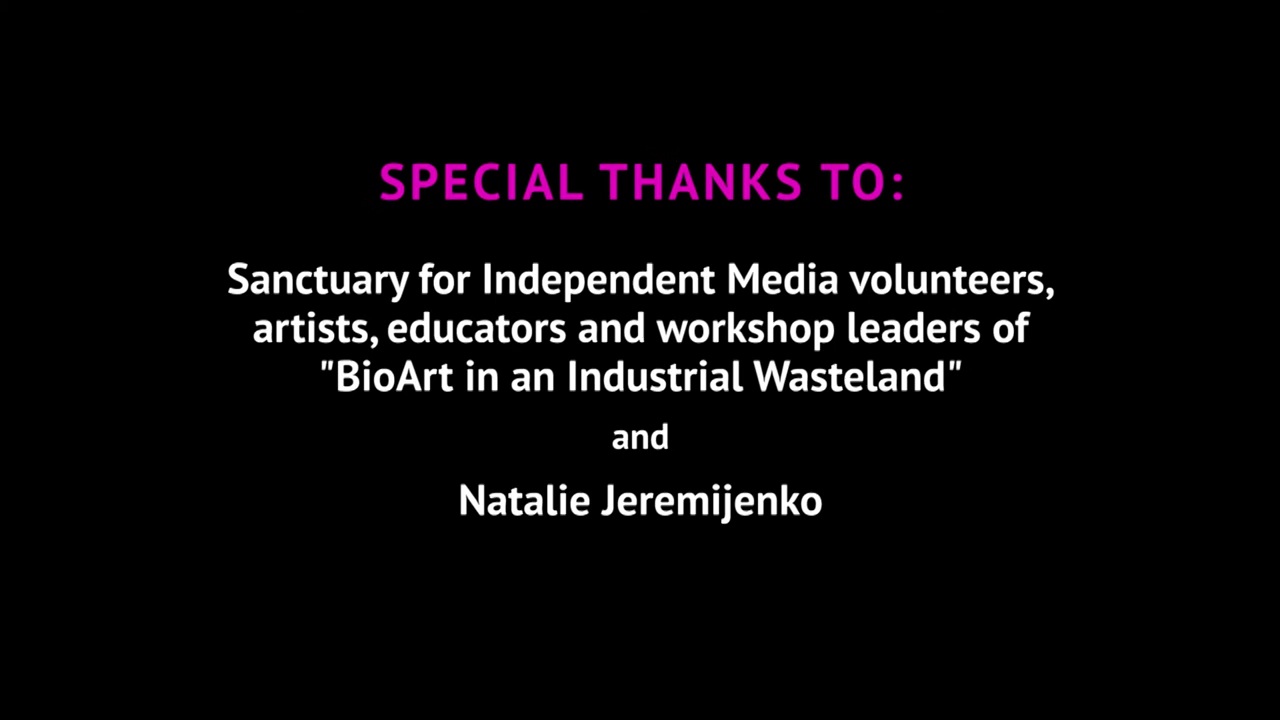 SPECIAL THANKS TO:
Sanctuary for Independent Media volunteers,
artists, educators and workshop leaders of
"BioArt in an Industrial Wasteland"
and
Natalie Jeremijenko